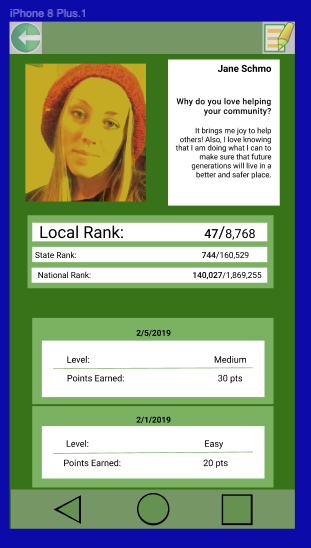 iPhone 8 Plus.1
Jane Schmo
Why do you love helping
your community?
It brings me joy to help
others! Also, I love knowing
that I am doing what I can to
make sure that future
generations will live in a
better and safer place.
Local Rank: 47/8,768
State Rank: 744/160,529
National Rank: 140,027/1,869,255
2/5/2019
Level: Medium
Points Earned: 30 pts
2/1/2019
Level: Easy
Points Earned: 20 pts